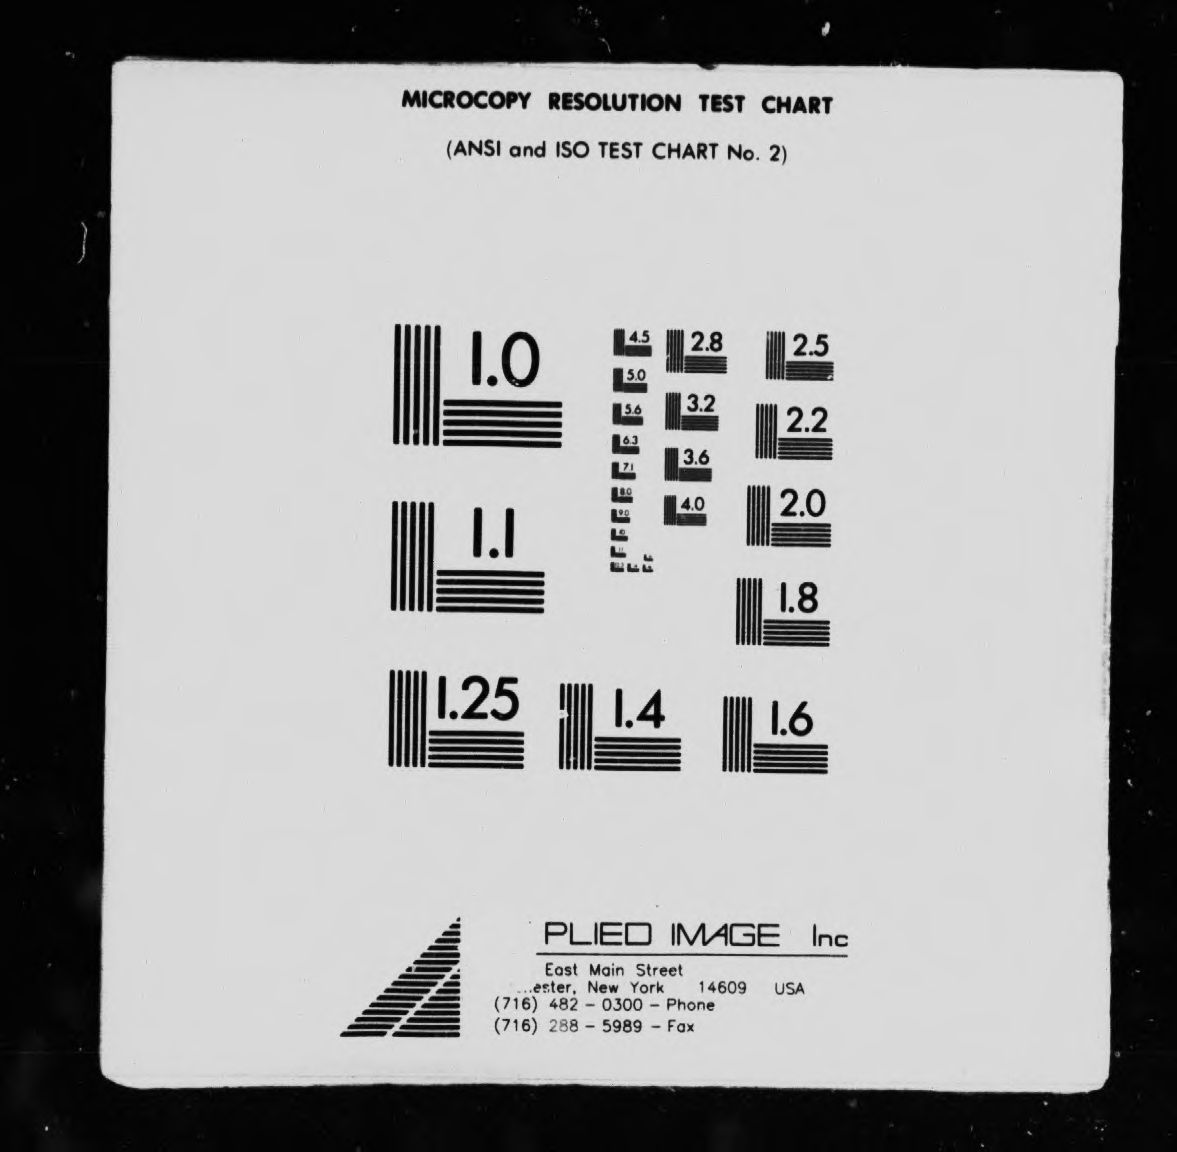 MICROCOPY RESOLUTION TEST CHART
(ANSI and ISO TEST CHART No. 2)
1.0
4.5
2.8
2.5
5.0
5.6
3.2
2.2
6.3
7.1
3.6
8.0
9.0
4.0
2.0
1.1
1.8
1.25
1.4
1.6
PLIED IMAGE Inc
East Main Street
ester, New York 14609 USA
(716) 482 - 0300 - Phone
(716) 288 - 5989 - Fax